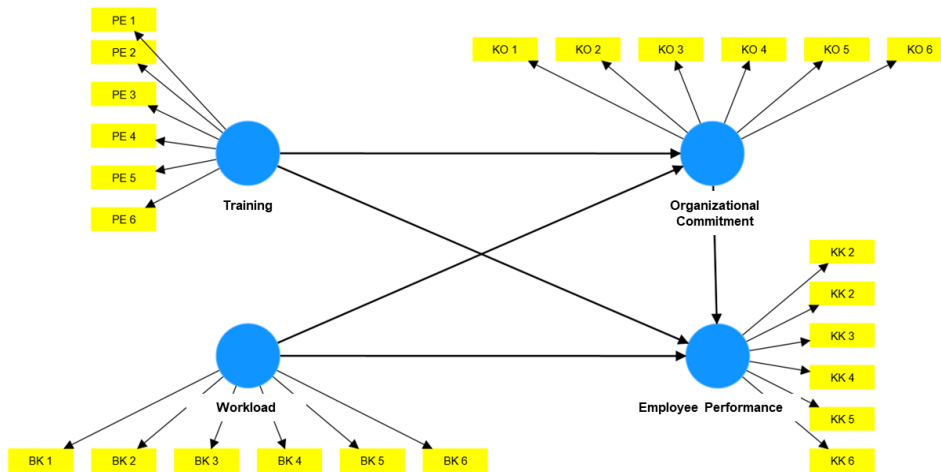 PE 1
PE 2
PE 3
PE 4
PE 5
PE 6
Training
KO 1 KO 2 KO 3 KO 4 KO 5 KO 6
Organizational
Commitment
KK 2
KK 2
KK 3
KK 4
KK 5
KK 6
Workload
Employee Performance
BK 1 BK 2 BK 3 BK 4 BK 5 BK 6